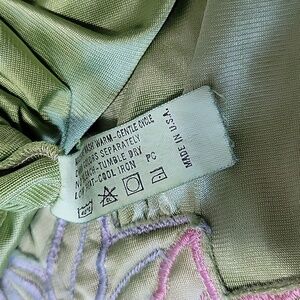 WASH WARM-GENTLE CYCLE
SEPARATELY
TUMBLE DRY
COOL IRON PC
MADE IN U.S.A.